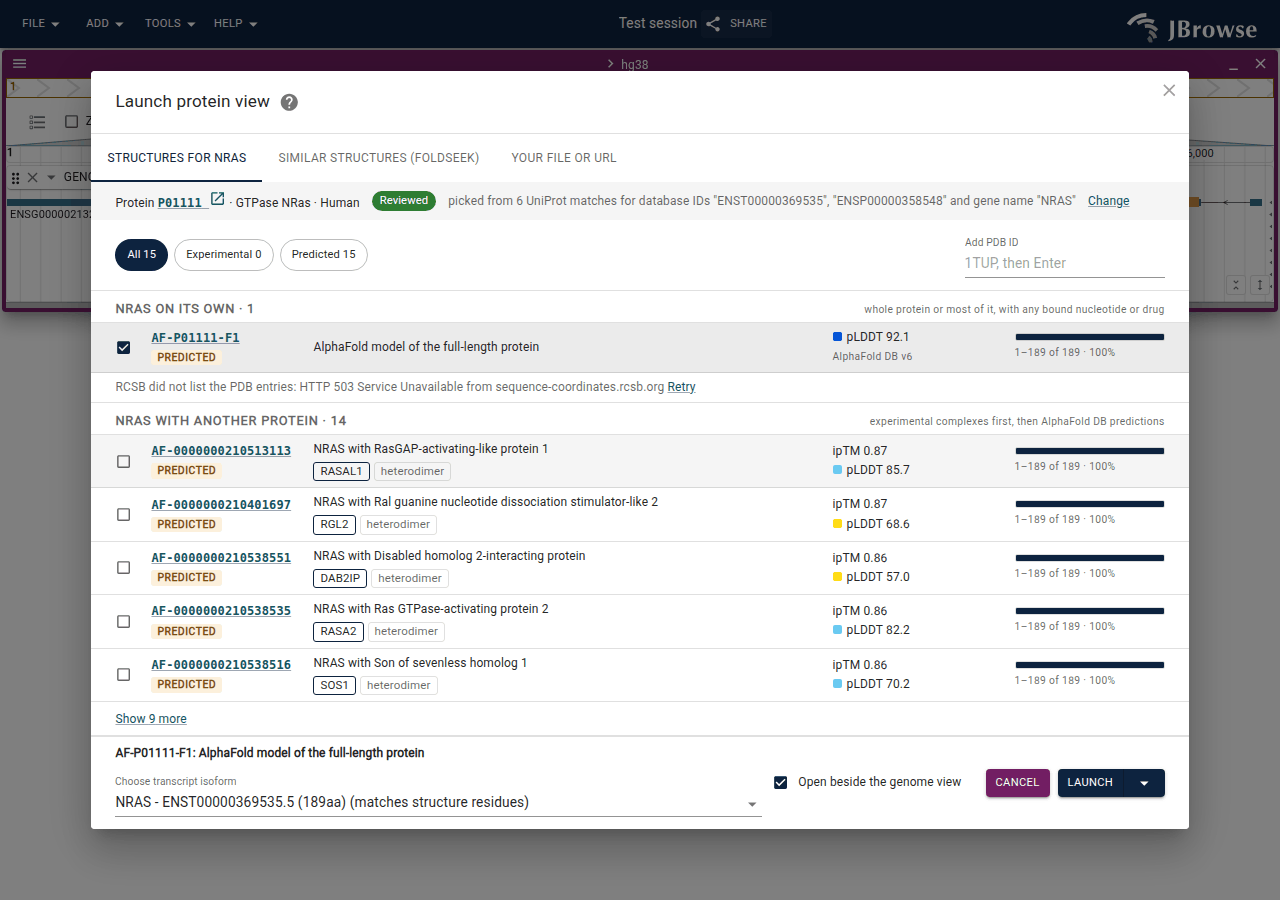 FILE ADD TOOLS HELP Test session SHARE JBrowse
hg38
1
Launch protein view ?
Z
1 5,000
STRUCTURES FOR NRAS SIMILAR STRUCTURES (FOLDSEEK) YOUR FILE OR URL
GENC
Protein P01111 · GTPase NRas · Human Reviewed picked from 6 UniProt matches for database IDs "ENST00000369535", "ENSP00000358548" and gene name "NRAS" Change
ENSG00000213
All 15 Experimental 0 Predicted 15
Add PDB ID
1TUP, then Enter
NRAS ON ITS OWN · 1 whole protein or most of it, with any bound nucleotide or drug
AF-P01111-F1
PREDICTED
AlphaFold model of the full-length protein
pLDDT 92.1
AlphaFold DB v6
1–189 of 189 · 100%
RCSB did not list the PDB entries: HTTP 503 Service Unavailable from sequence-coordinates.rcsb.org Retry
NRAS WITH ANOTHER PROTEIN · 14 experimental complexes first, then AlphaFold DB predictions
AF-0000000210513113
PREDICTED
NRAS with RasGAP-activating-like protein 1
RASAL1 heterodimer
ipTM 0.87
pLDDT 85.7
1–189 of 189 · 100%
AF-0000000210401697
PREDICTED
NRAS with Ral guanine nucleotide dissociation stimulator-like 2
RGL2 heterodimer
ipTM 0.87
pLDDT 68.6
1–189 of 189 · 100%
AF-0000000210538551
PREDICTED
NRAS with Disabled homolog 2-interacting protein
DAB2IP heterodimer
ipTM 0.86
pLDDT 57.0
1–189 of 189 · 100%
AF-0000000210538535
PREDICTED
NRAS with Ras GTPase-activating protein 2
RASA2 heterodimer
ipTM 0.86
pLDDT 82.2
1–189 of 189 · 100%
AF-0000000210538516
PREDICTED
NRAS with Son of sevenless homolog 1
SOS1 heterodimer
ipTM 0.86
pLDDT 70.2
1–189 of 189 · 100%
Show 9 more
AF-P01111-F1: AlphaFold model of the full-length protein
Choose transcript isoform
NRAS - ENST00000369535.5 (189aa) (matches structure residues)
Open beside the genome view CANCEL LAUNCH